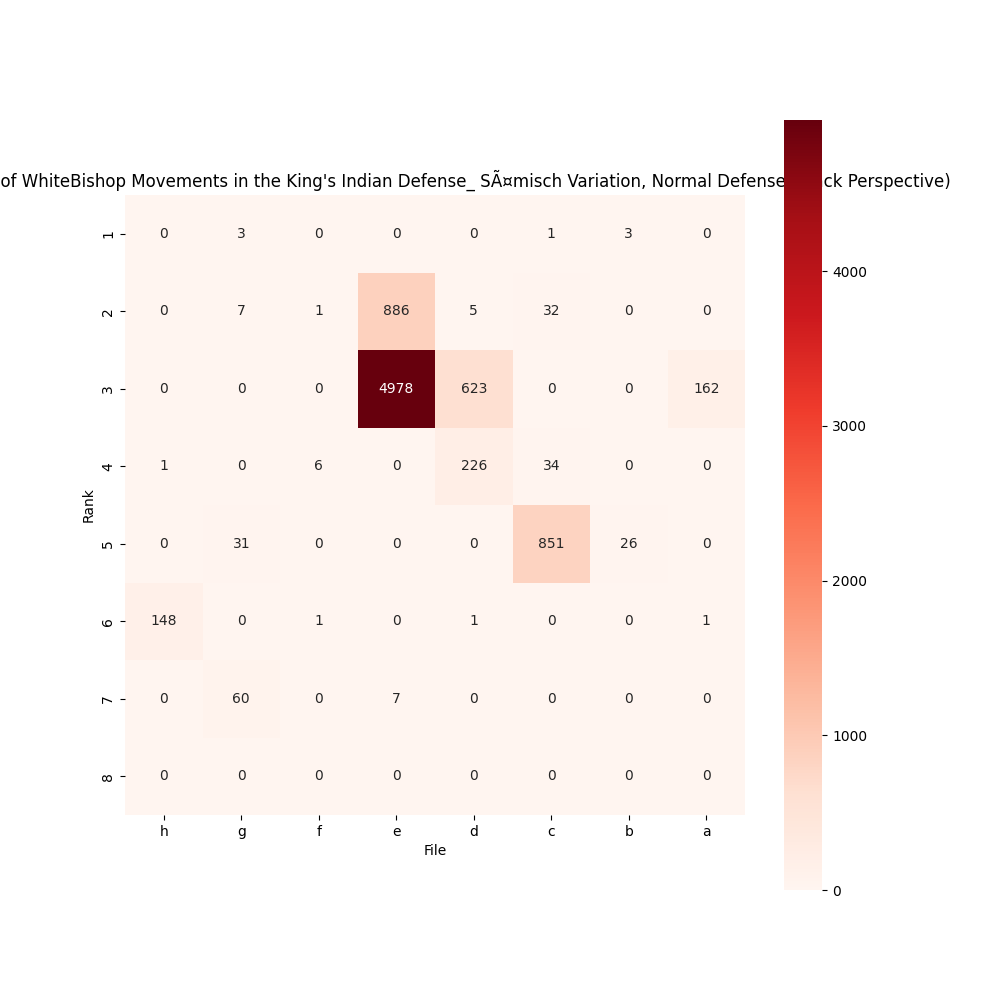 of WhiteBishop Movements in the King's Indian Defense_ SÃ¤misch Variation, Normal Defense ck Perspective)
1 0 3 0 0 0 1 3 0
2 0 7 1 886 5 32 0 0
3 0 0 0 4978 623 0 0 162
4 1 0 6 0 226 34 0 0
5 0 31 0 0 0 851 26 0
6 148 0 1 0 1 0 0 1
7 0 60 0 7 0 0 0 0
8 0 0 0 0 0 0 0 0
h g f e d c b a
File
Rank
4000
3000
2000
1000
0